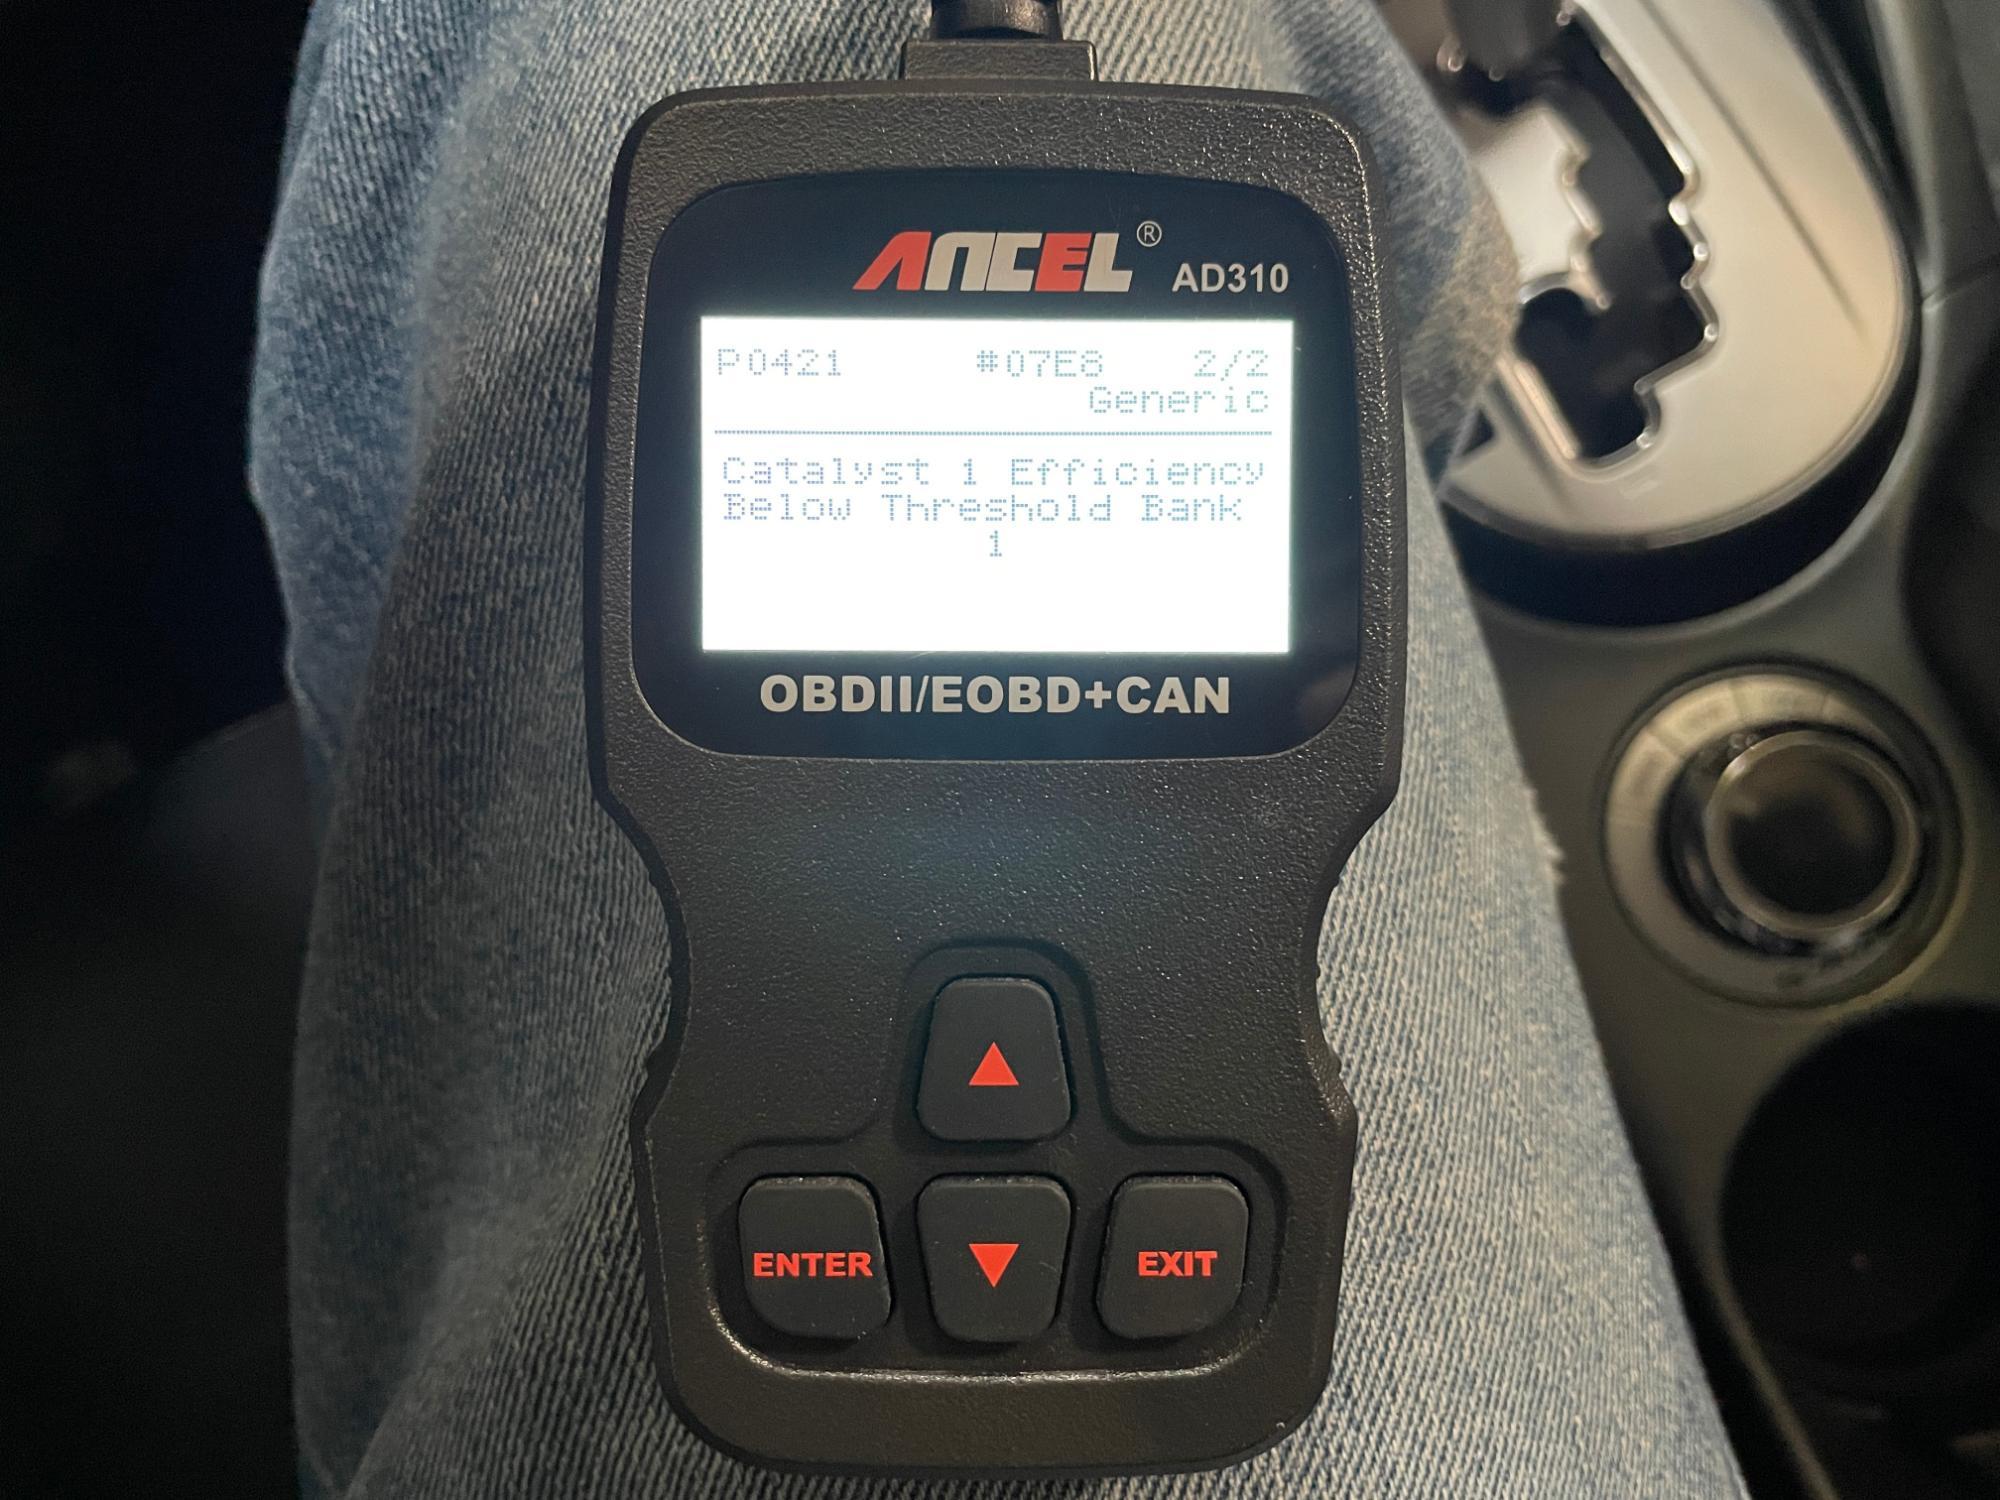 ANCEL® AD310
P0421 #07E8 2/2
Generic
Catalyst 1 Efficiency
Below Threshold Bank
1
OBDII/EOBD+CAN
ENTER EXIT